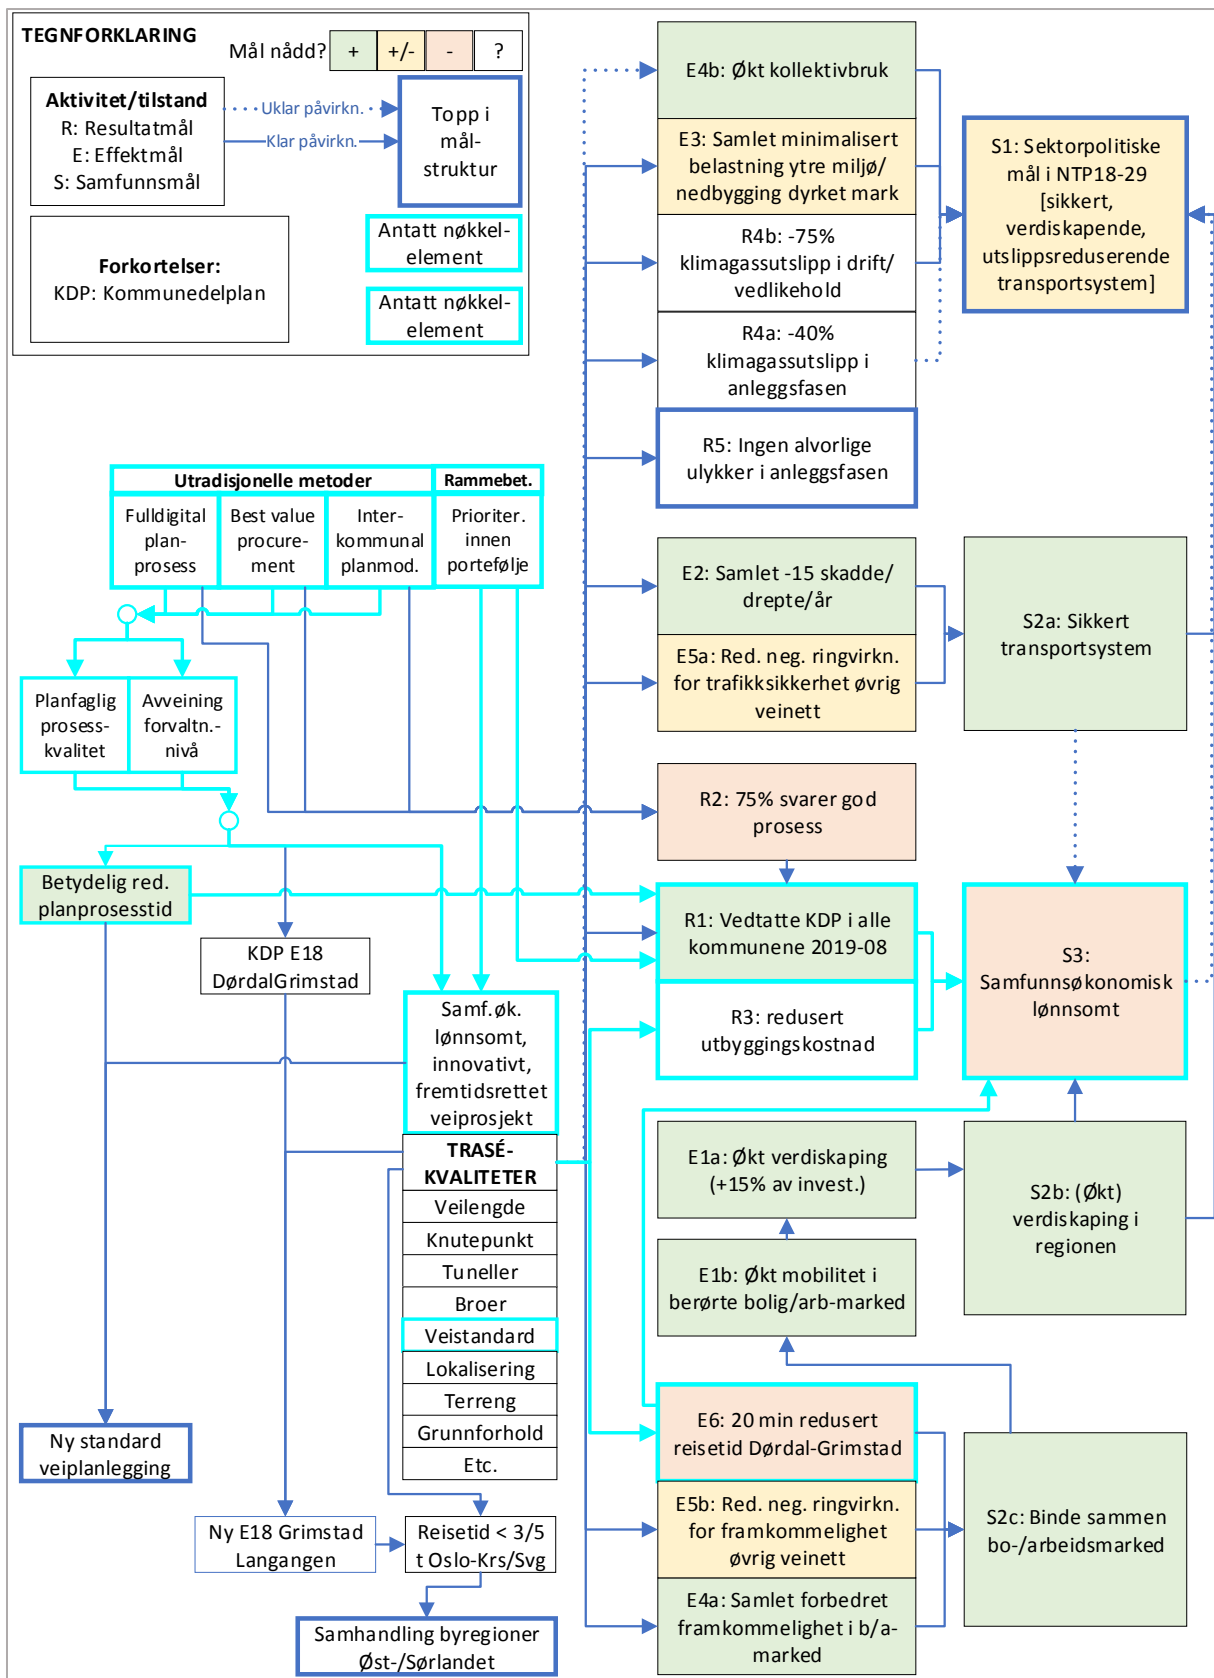 TEGNFORKLARING
Mål nådd?
+
+/-
-
?
Aktivitet/tilstand
R: Resultatmål
E: Effektmål
S: Samfunnsmål
Uklar påvirkn.
Klar påvirkn.
Topp i
mål-
struktur
Forkortelser:
KDP: Kommunedelplan
Antatt nøkkel-
element
Antatt nøkkel-
element
E4b: Økt kollektivbruk
E3: Samlet minimalisert
belastning ytre miljø/
nedbygging dyrket mark
R4b: -75%
klimagassutslipp i drift/
vedlikehold
R4a: -40%
klimagassutslipp i
anleggsfasen
R5: Ingen alvorlige
ulykker i anleggsfasen
S1: Sektorpolitiske
mål i NTP18-29
[sikkert,
verdiskapende,
utslippsreduserende
transportsystem]
Utradisjonelle metoder
Rammebet.
Fulldigital
plan-
prosess
Best value
procure-
ment
Inter-
kommunal
planmod.
Prioriter.
innen
portefølje
E2: Samlet -15 skadde/
drepte/år
E5a: Red. neg. ringvirkn.
for trafikksikkerhet øvrig
veinett
S2a: Sikkert
transportsystem
Planfaglig
prosess-
kvalitet
Avveining
forvaltn.-
nivå
R2: 75% svarer god
prosess
Betydelig red.
planprosesstid
KDP E18
DørdalGrimstad
R1: Vedtatte KDP i alle
kommunene 2019-08
R3: redusert
utbyggingskostnad
S3:
Samfunnsøkonomisk
lønnsomt
Samf.øk.
lønnsomt,
innovativt,
fremtidsrettet
veiprosjekt
TRASÉ-
KVALITETER
Veilengde
Knutepunkt
Tuneller
Broer
Veistandard
Lokalisering
Terreng
Grunnforhold
Etc.
E1a: Økt verdiskaping
(+15% av invest.)
E1b: Økt mobilitet i
berørte bolig/arb-marked
S2b: (Økt)
verdiskaping i
regionen
E6: 20 min redusert
reisetid Dørdal-Grimstad
E5b: Red. neg. ringvirkn.
for framkommelighet
øvrig veinett
E4a: Samlet forbedret
framkommelighet i b/a-
marked
S2c: Binde sammen
bo-/arbeidsmarked
Ny standard
veiplanlegging
Ny E18 Grimstad
Langangen
Reisetid < 3/5
t Oslo-Krs/Svg
Samhandling byregioner
Øst-/Sørlandet